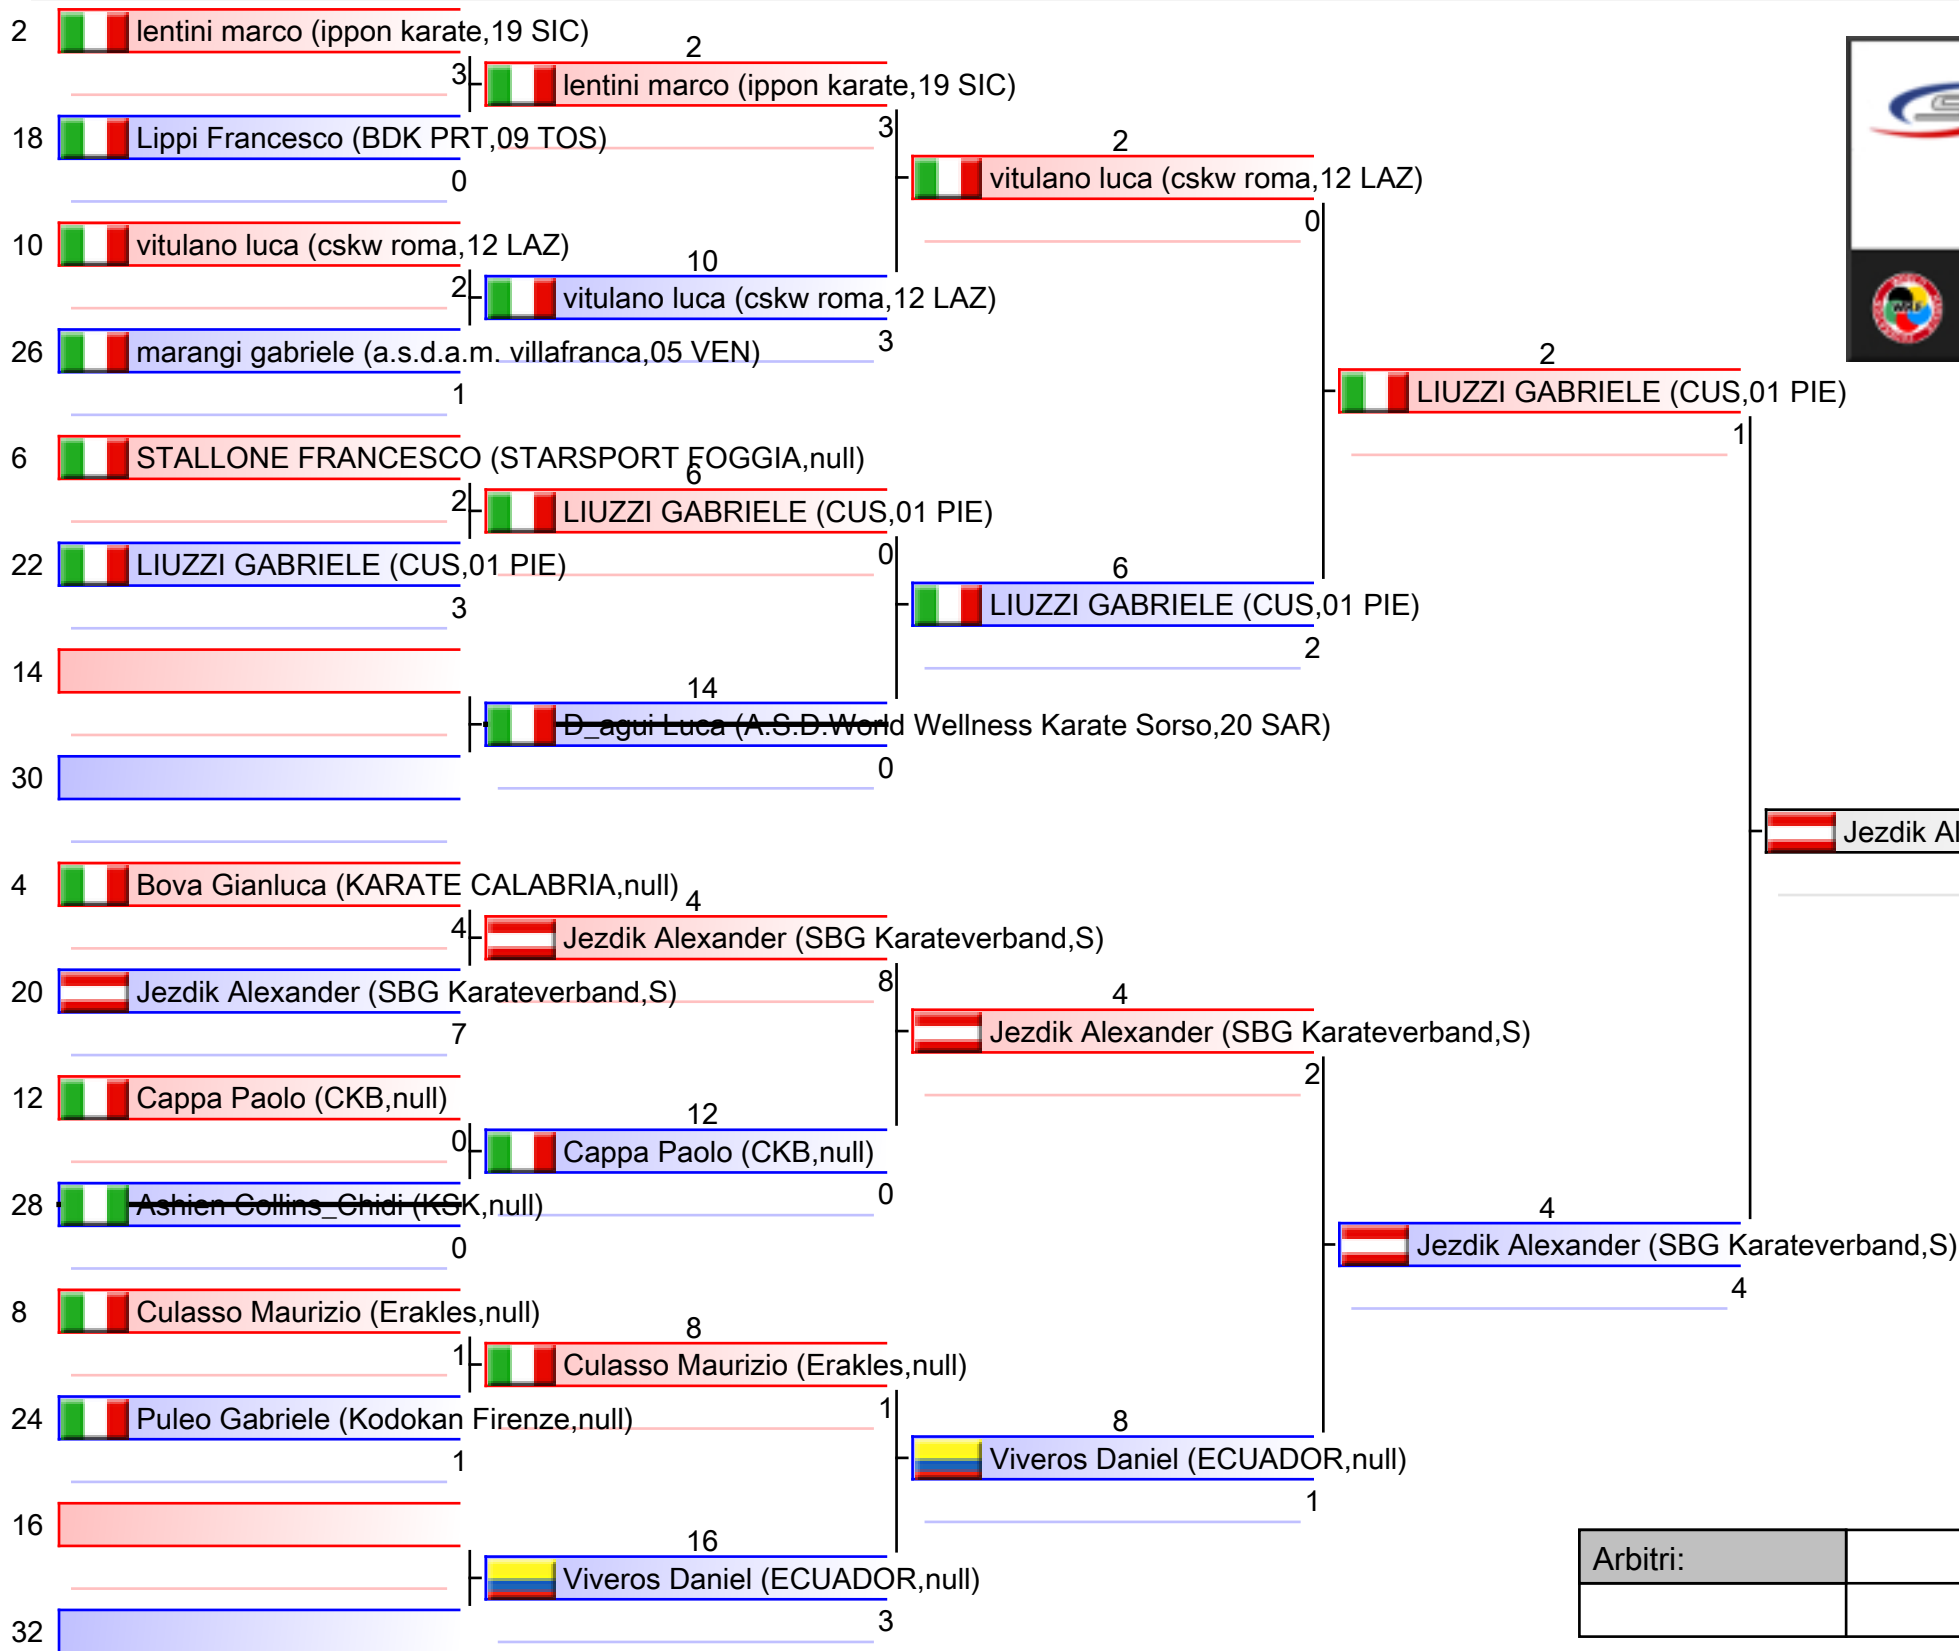 2 lentini marco (ippon karate,19 SIC)
3
18 Lippi Francesco (BDK PRT,09 TOS)
0
10 vitulano luca (cskw roma,12 LAZ)
2
26 marangi gabriele (a.s.d.a.m. villafranca,05 VEN)
1
6 STALLONE FRANCESCO (STARSPORT FOGGIA,null)
2
22 LIUZZI GABRIELE (CUS,01 PIE)
3
14
30
4 Bova Gianluca (KARATE CALABRIA,null)
4
20 Jezdik Alexander (SBG Karateverband,S)
7
12 Cappa Paolo (CKB,null)
0
28 Ashien Collins_Chidi (KSK,null)
0
8 Culasso Maurizio (Erakles,null)
1
24 Puleo Gabriele (Kodokan Firenze,null)
1
16
32
2
lentini marco (ippon karate,19 SIC)
3
10
vitulano luca (cskw roma,12 LAZ)
3
6
LIUZZI GABRIELE (CUS,01 PIE)
0
14
D_agui Luca (A.S.D.World Wellness Karate Sorso,20 SAR)
0
4
Jezdik Alexander (SBG Karateverband,S)
8
12
Cappa Paolo (CKB,null)
0
8
Culasso Maurizio (Erakles,null)
1
16
Viveros Daniel (ECUADOR,null)
3
2
vitulano luca (cskw roma,12 LAZ)
0
6
LIUZZI GABRIELE (CUS,01 PIE)
2
4
Jezdik Alexander (SBG Karateverband,S)
2
8
Viveros Daniel (ECUADOR,null)
1
2
LIUZZI GABRIELE (CUS,01 PIE)
1
4
Jezdik Alexander (SBG Karateverband,S)
4
Jezdik Al
Arbitri: